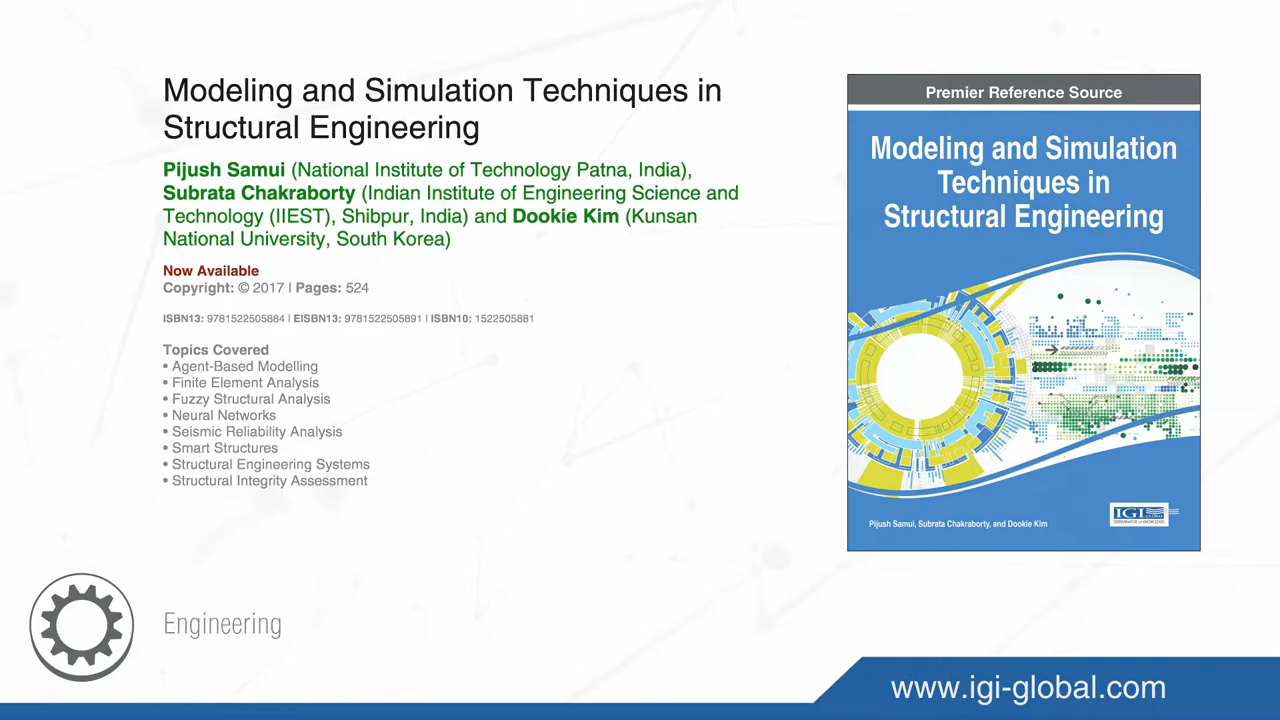 Modeling and Simulation Techniques in
Structural Engineering
Pijush Samui (National Institute of Technology Patna, India),
Subrata Chakraborty (Indian Institute of Engineering Science and
Technology (IIEST), Shibpur, India) and Dookie Kim (Kunsan
National University, South Korea)
Now Available
Copyright: © 2017 | Pages: 524
ISBN13: 9781522505884 | EISBN13: 9781522505891 | ISBN10: 1522505881
Topics Covered
• Agent-Based Modelling
• Finite Element Analysis
• Fuzzy Structural Analysis
• Neural Networks
• Seismic Reliability Analysis
• Smart Structures
• Structural Engineering Systems
• Structural Integrity Assessment
Engineering
Premier Reference Source
Modeling and Simulation
Techniques in
Structural Engineering
Pijush Samui, Subrata Chakraborty, and Dookie Kim
IGI GLOBAL
DISSEMINATOR of KNOWLEDGE
www.igi-global.com